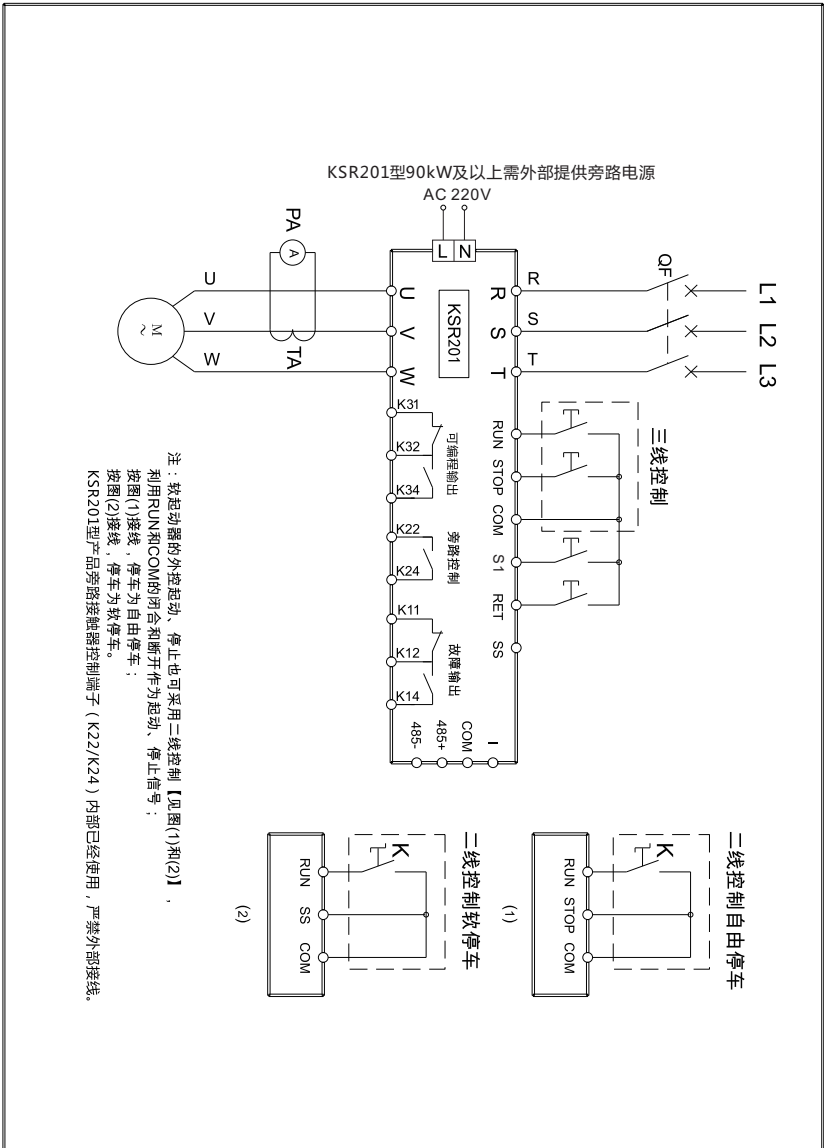 KSR201型90kW及以上需外部提供旁路电源
AC 220V
L N
L1 L2 L3
QF
R S T
R S T
KSR201
U V W
U V W
PA
A
TA
M
~
三线控制
RUN STOP COM S1 RET SS
K31 K32 K34
可编程输出
K22 K24
旁路控制
K11 K12 K14
故障输出
485- 485+ COM I
二线控制自由停车
K
RUN STOP COM
(1)
二线控制软停车
K
RUN SS COM
(2)
注：软起动器的外控起动、停止也可采用二线控制【见图(1)和(2)】，
利用RUN和COM的闭合和断开作为起动、停止信号；
按图(1)接线，停车为自由停车；
按图(2)接线，停车为软停车。
KSR201型产品旁路接触器控制端子（K22/K24）内部已经使用，严禁外部接线。